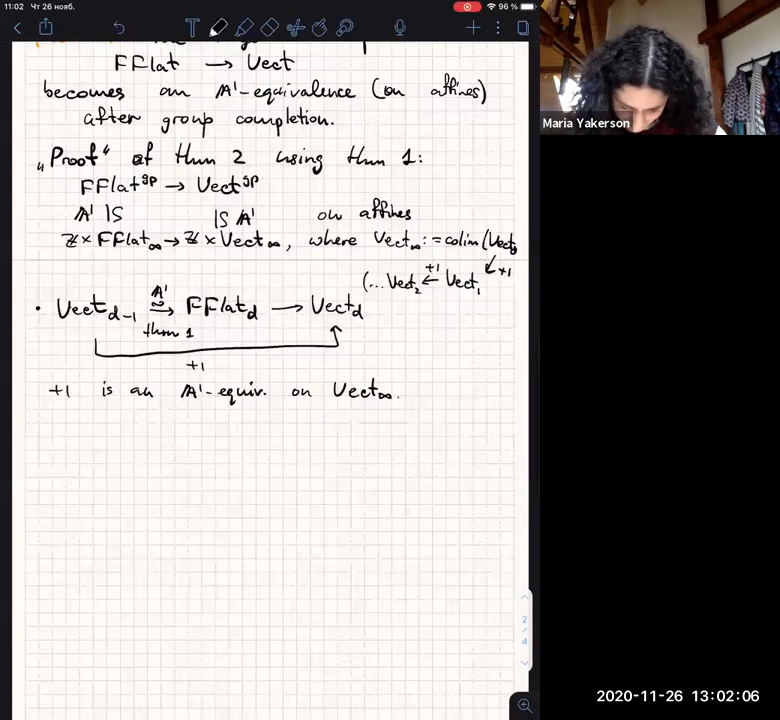 11:02 Чт 26 нояб.
96 %
FFlat → Vect
becomes an A¹-equivalence (on affines)
after group completion.
„Proof" of thm 2 using thm 1:
FFlat^gp → Vect^gp
A¹ IS IS A¹ on affines
Z × FFlat∞ → Z × Vect∞, where Vect∞ := colim (Vect₀
↙ +1
(... Vect₂ ←^{+1} Vect₁
• Vect_{d-1} →^{A¹ ~} FFlat_d → Vect_d
thm 1
+1
+1 is an A¹-equiv. on Vect∞.
Maria Yakerson
2
4
2020-11-26 13:02:06